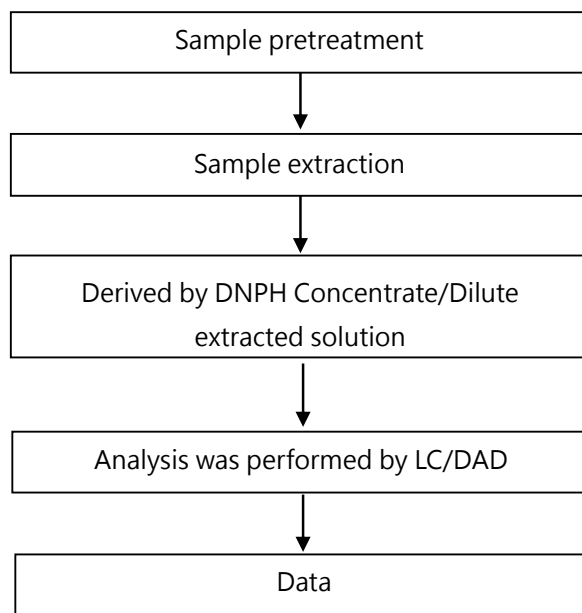 Sample pretreatment
Sample extraction
Derived by DNPH Concentrate/Dilute
extracted solution
Analysis was performed by LC/DAD
Data